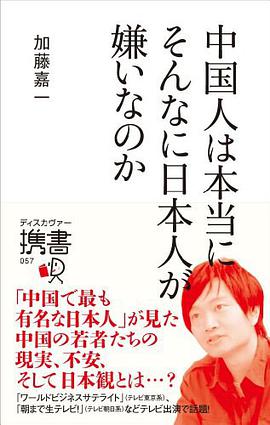 中国人は本当に
そんなに日本人が
嫌いなのか
加藤嘉一
ディスカヴァー
携書
057
「中国で最も
有名な日本人」が見た
中国の若者たちの
現実、不安、
そして日本観とは…?
「ワールドビジネスサテライト」(テレビ東京系)、
「朝まで生テレビ!」(テレビ朝日系)などテレビ出演で話題!